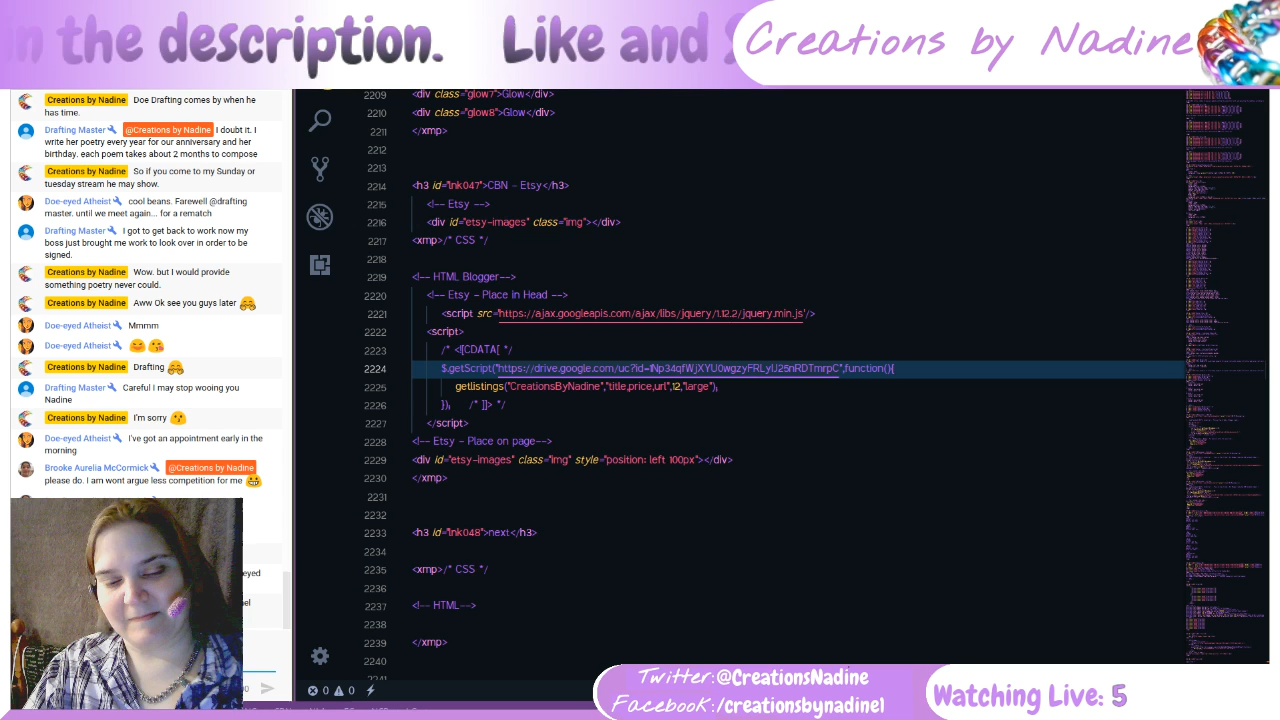 n the description. Like and
Creations by Nadine
Creations by Nadine Doe Drafting comes by when he
has time.
Drafting Master @Creations by Nadine I doubt it. I
write her poetry every year for our anniversary and her
birthday. each poem takes about 2 months to compose
Creations by Nadine So if you come to my Sunday or
tuesday stream he may show.
Doe-eyed Atheist cool beans. Farewell @drafting
master. until we meet again... for a rematch
Drafting Master I got to get back to work now my
boss just brought me work to look over in order to be
signed.
Creations by Nadine Wow. but I would provide
something poetry never could.
Creations by Nadine Aww Ok see you guys later
Doe-eyed Atheist Mmmm
Doe-eyed Atheist
Creations by Nadine Drafting
Drafting Master Careful I may stop wooing you
Nadine
Creations by Nadine I'm sorry
Doe-eyed Atheist I've got an appointment early in the
morning
Brooke Aurelia McCormick @Creations by Nadine
please do. I am wont argue less competition for me
eyed
el
2209 <div class="glow7">Glow</div>
2210 <div class="glow8">Glow</div>
2211 </xmp>
2212
2213
2214 <h3 id="lnk047">CBN - Etsy</h3>
2215 <!-- Etsy -->
2216 <div id="etsy-images" class="img"></div>
2217 <xmp>/* CSS */
2218
2219 <!-- HTML Blogger-->
2220 <!-- Etsy - Place in Head -->
2221 <script src='https://ajax.googleapis.com/ajax/libs/jquery/1.12.2/jquery.min.js'/>
2222 <script>
2223 /* <![CDATA[ */
2224 $.getScript("https://drive.google.com/uc?id=1Np34qfWjXYU0wgzyFRLyIJ25nRDTmrpC",function(){
2225 getlistings("CreationsByNadine","title,price,url",12,"large");
2226 }); /* ]]> */
2227 </script>
2228 <!-- Etsy - Place on page-->
2229 <div id="etsy-images" class="img" style="position: left 100px"></div>
2230 </xmp>
2231
2232
2233 <h3 id="lnk048">next</h3>
2234
2235 <xmp>/* CSS */
2236
2237 <!-- HTML-->
2238
2239 </xmp>
2240
0 0
Twitter:@CreationsNadine
Facebook:/creationsbynadine1
Watching Live: 5